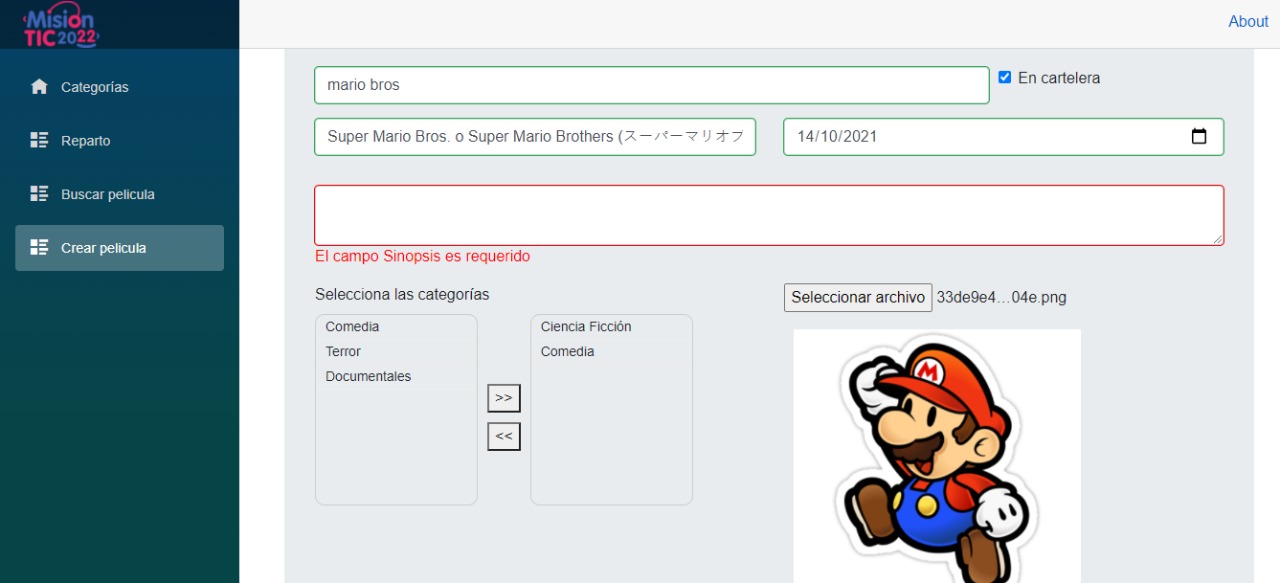 Misión
TIC 2022
About
Categorías
Reparto
Buscar pelicula
Crear pelicula
mario bros
En cartelera
Super Mario Bros. o Super Mario Brothers (スーパーマリオブ
14/10/2021
El campo Sinopsis es requerido
Selecciona las categorías
Seleccionar archivo 33de9e4…04e.png
Comedia
Terror
Documentales
>>
<<
Ciencia Ficción
Comedia
M